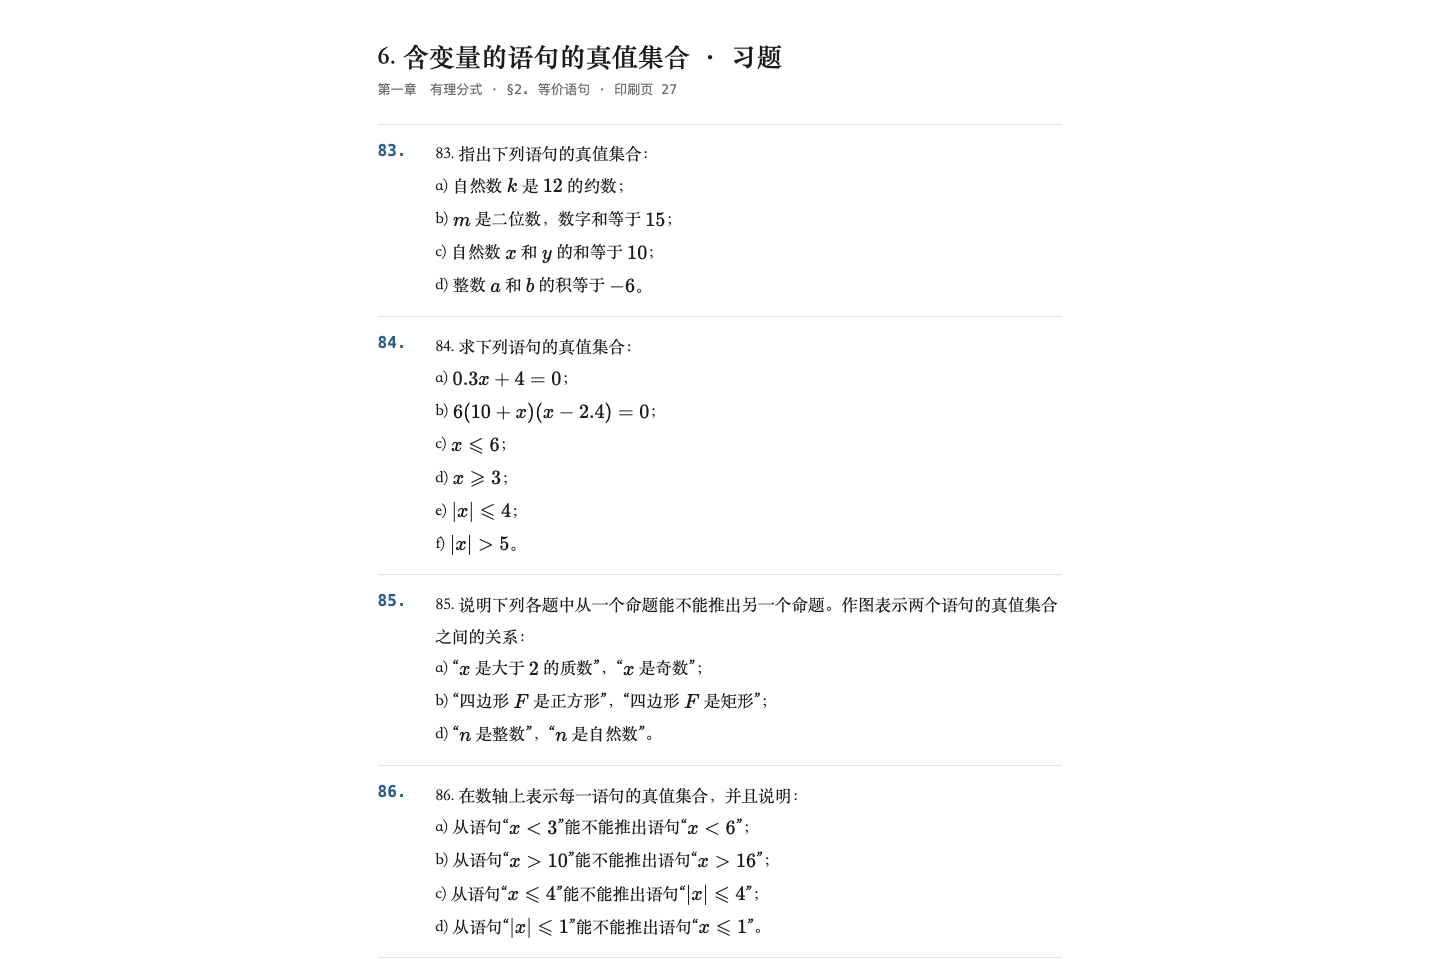 6. 含变量的语句的真值集合 · 习题
第一章　有理分式 · §2. 等价语句 · 印刷页 27
83.
83. 指出下列语句的真值集合：
a) 自然数 k 是 12 的约数；
b) m 是二位数，数字和等于 15；
c) 自然数 x 和 y 的和等于 10；
d) 整数 a 和 b 的积等于 −6。
84.
84. 求下列语句的真值集合：
a) 0.3x + 4 = 0；
b) 6(10 + x)(x − 2.4) = 0；
c) x ⩽ 6；
d) x ⩾ 3；
e) |x| ⩽ 4；
f) |x| > 5。
85.
85. 说明下列各题中从一个命题能不能推出另一个命题。作图表示两个语句的真值集合
之间的关系：
a) “x 是大于 2 的质数”，“x 是奇数”；
b) “四边形 F 是正方形”，“四边形 F 是矩形”；
d) “n 是整数”，“n 是自然数”。
86.
86. 在数轴上表示每一语句的真值集合，并且说明：
a) 从语句“x < 3”能不能推出语句“x < 6”；
b) 从语句“x > 10”能不能推出语句“x > 16”；
c) 从语句“x ⩽ 4”能不能推出语句“|x| ⩽ 4”；
d) 从语句“|x| ⩽ 1”能不能推出语句“x ⩽ 1”。